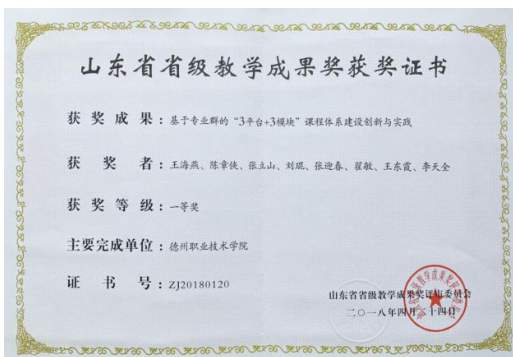 山东省省级教学成果奖获奖证书
获奖成果：基于专业群的“3平台+3模块”课程体系建设创新与实践
获奖者：王海燕、陈章侠、张立山、刘琨、张迎春、翟敏、王东霞、李天全
获奖等级：一等奖
主要完成单位：德州职业技术学院
证书号：ZJ20180120
山东省省级教学成果奖评审委员会
二〇一八年四月二十四日